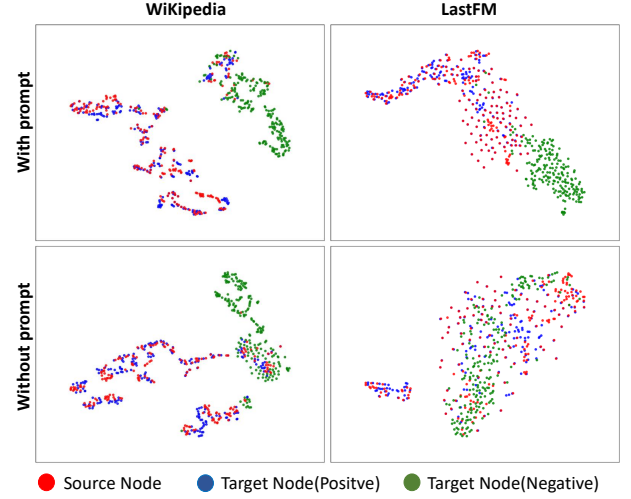 WiKipedia
LastFM
With prompt
Without prompt
Source Node
Target Node(Positve)
Target Node(Negative)